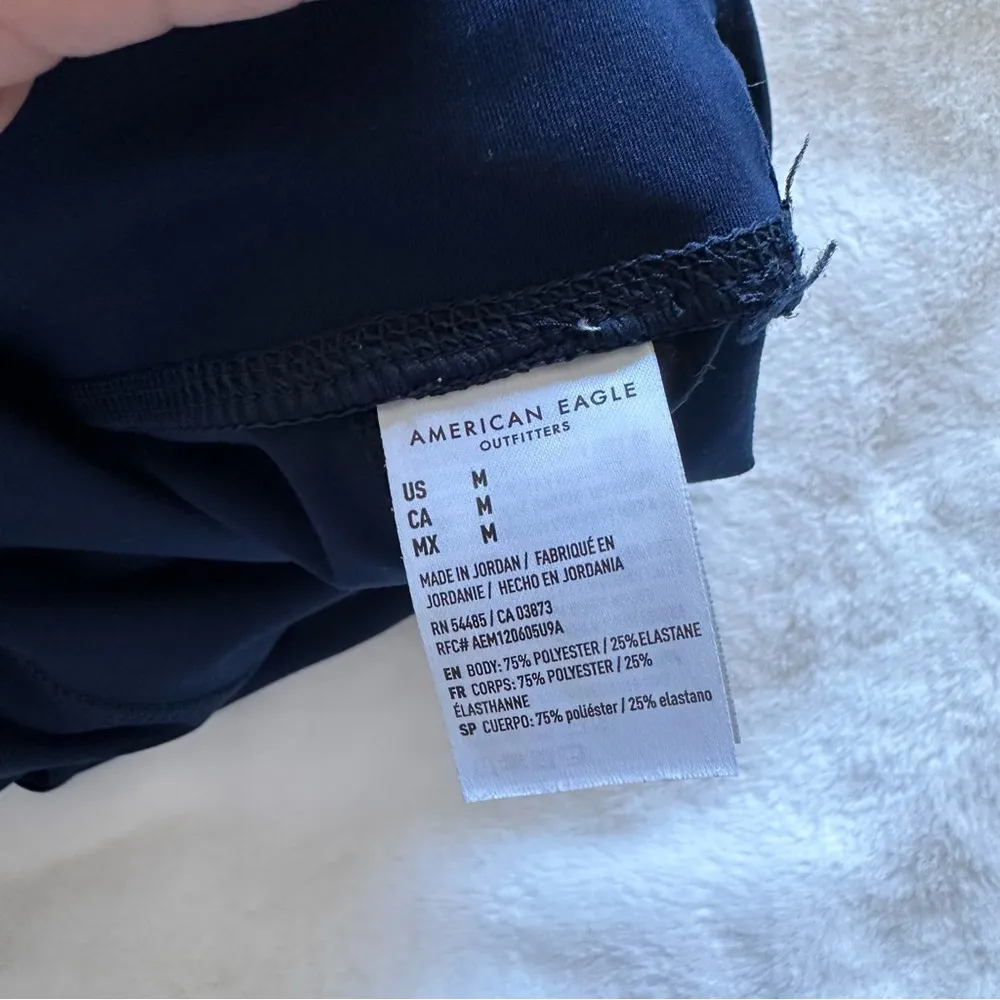 AMERICAN EAGLE
OUTFITTERS
US M
CA M
MX M
MADE IN JORDAN / FABRIQUÉ EN
JORDANIE / HECHO EN JORDANIA
RN 54485 / CA 03873
RFC# AEM120605U9A
EN BODY: 75% POLYESTER / 25% ELASTANE
FR CORPS: 75% POLYESTER / 25%
ÉLASTHANNE
SP CUERPO: 75% poliéster / 25% elastano